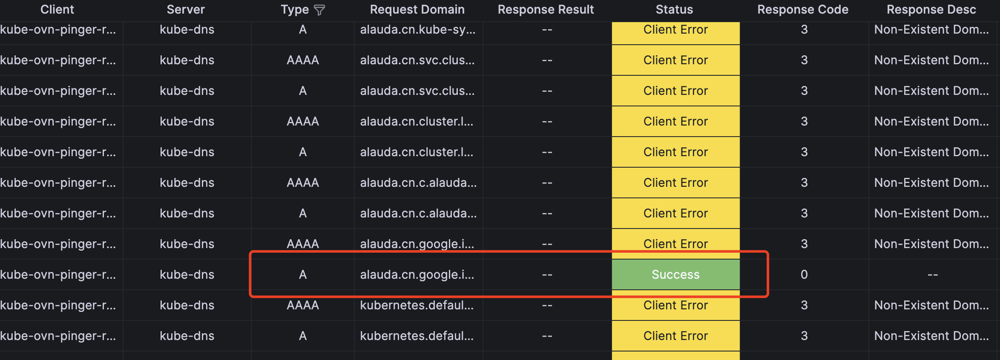 Client Server Type Request Domain Response Result Status Response Code Response Desc
kube-ovn-pinger-r... kube-dns A alauda.cn.kube-sy... -- Client Error 3 Non-Existent Dom...
kube-ovn-pinger-r... kube-dns AAAA alauda.cn.svc.clus... -- Client Error 3 Non-Existent Dom...
kube-ovn-pinger-r... kube-dns A alauda.cn.svc.clus... -- Client Error 3 Non-Existent Dom...
kube-ovn-pinger-r... kube-dns AAAA alauda.cn.cluster.l... -- Client Error 3 Non-Existent Dom...
kube-ovn-pinger-r... kube-dns A alauda.cn.cluster.l... -- Client Error 3 Non-Existent Dom...
kube-ovn-pinger-r... kube-dns AAAA alauda.cn.c.alauda... -- Client Error 3 Non-Existent Dom...
kube-ovn-pinger-r... kube-dns A alauda.cn.c.alauda... -- Client Error 3 Non-Existent Dom...
kube-ovn-pinger-r... kube-dns AAAA alauda.cn.google.i... -- Client Error 3 Non-Existent Dom...
kube-ovn-pinger-r... kube-dns A alauda.cn.google.i... -- Success 0 --
kube-ovn-pinger-r... kube-dns AAAA kubernetes.defaul... -- Client Error 3 Non-Existent Dom...
kube-ovn-pinger-r... kube-dns A kubernetes.defaul... -- Client Error 3 Non-Existent Dom...